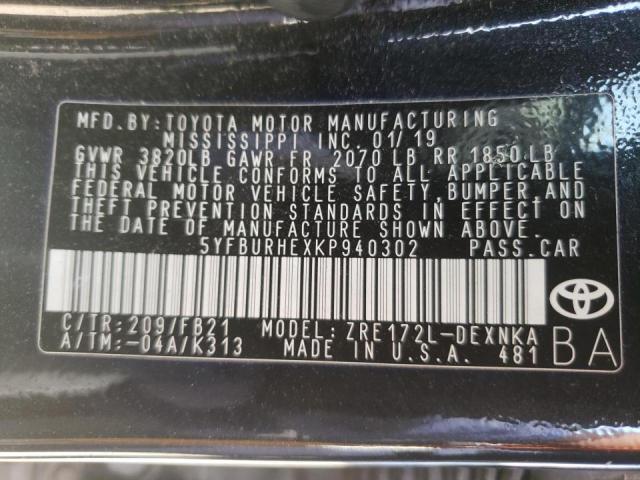 MFD.BY:TOYOTA MOTOR MANUFACTURING
MISSISSIPPI INC. 01/19
GVWR 3820LB GAWR FR 2070 LB RR 1850 LB
THIS VEHICLE CONFORMS TO ALL APPLICABLE
FEDERAL MOTOR VEHICLE SAFETY,BUMPER AND
THEFT PREVENTION STANDARDS IN EFFECT ON
THE DATE OF MANUFACTURE SHOWN ABOVE.
5YFBURHEXKP940302 PASS.CAR
C/TR:209/FB21 MODEL:ZRE172L-DEXNKA
A/TM:-04A/K313 MADE IN U.S.A. 481
BA